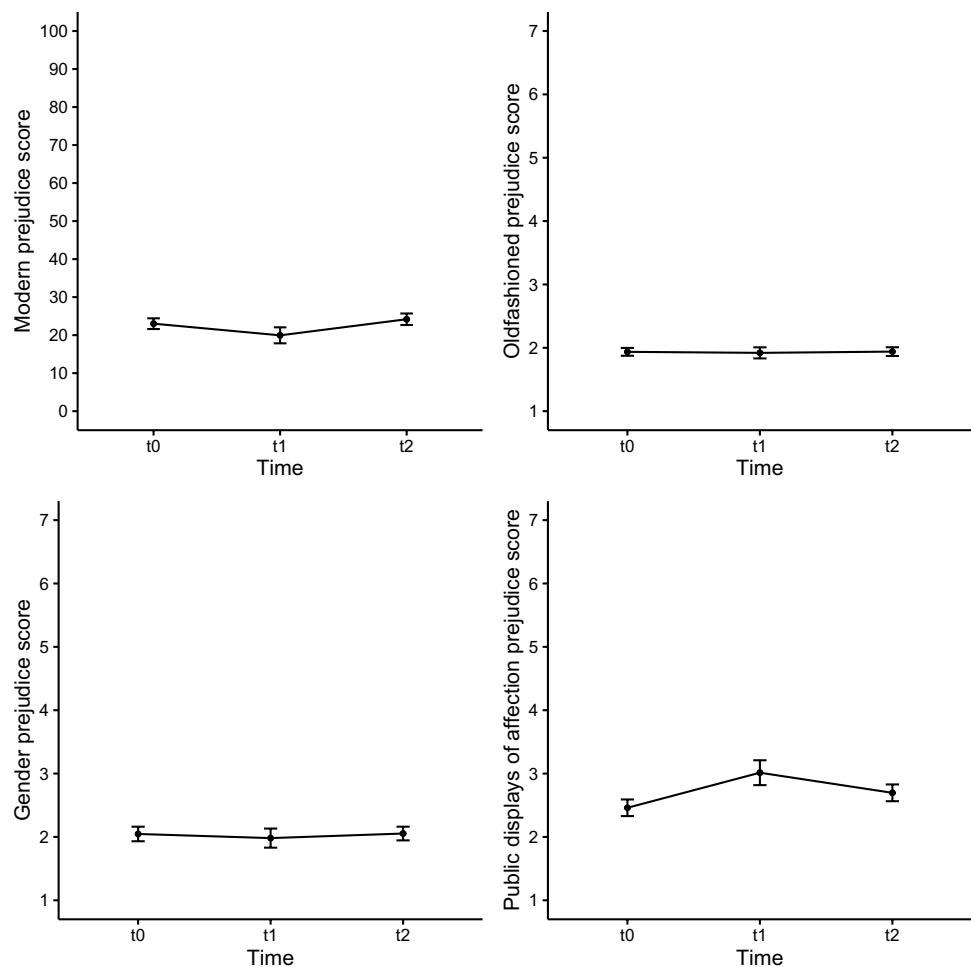 Modern prejudice score
100
90
80
70
60
50
40
30
20
10
0
t0 t1 t2
Time
Oldfashioned prejudice score
7
6
5
4
3
2
1
t0 t1 t2
Time
Gender prejudice score
7
6
5
4
3
2
1
t0 t1 t2
Time
Public displays of affection prejudice score
7
6
5
4
3
2
1
t0 t1 t2
Time